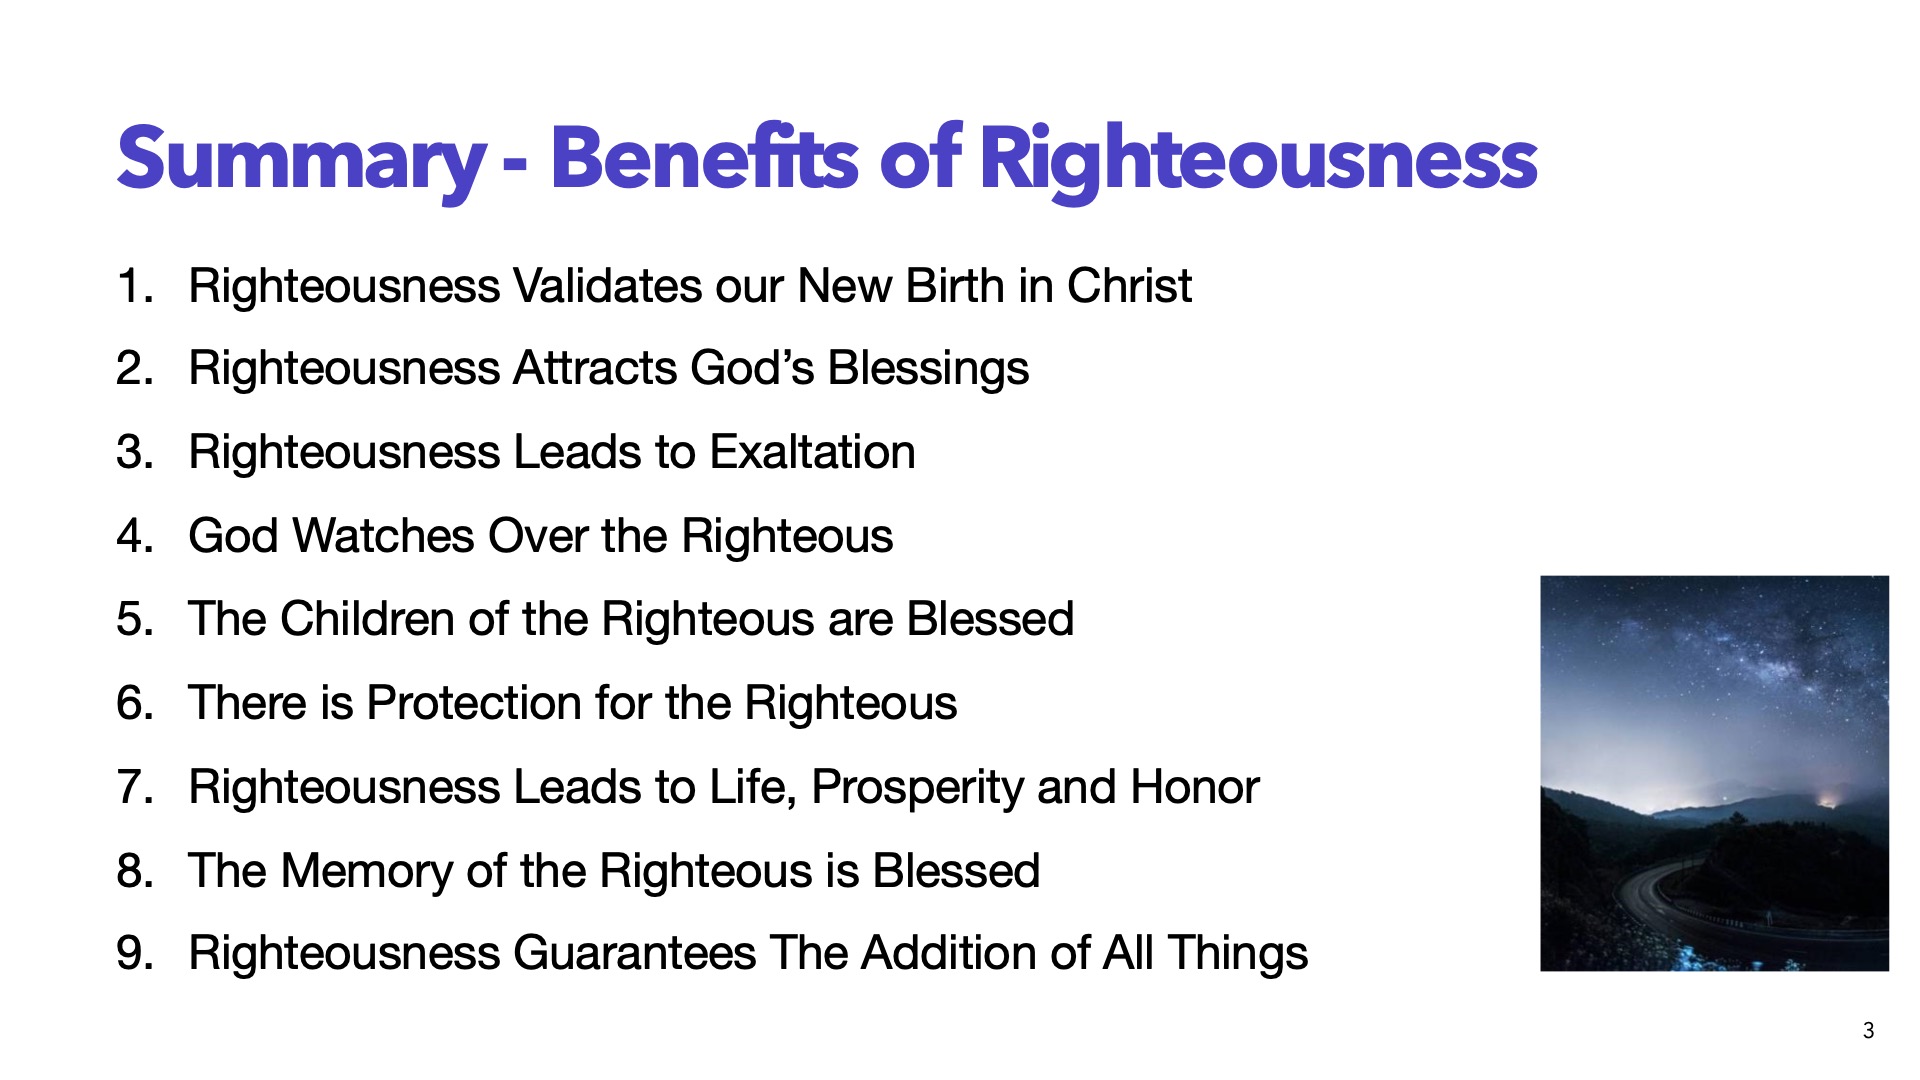 Summary - Benefits of Righteousness
1. Righteousness Validates our New Birth in Christ
2. Righteousness Attracts God’s Blessings
3. Righteousness Leads to Exaltation
4. God Watches Over the Righteous
5. The Children of the Righteous are Blessed
6. There is Protection for the Righteous
7. Righteousness Leads to Life, Prosperity and Honor
8. The Memory of the Righteous is Blessed
9. Righteousness Guarantees The Addition of All Things
3